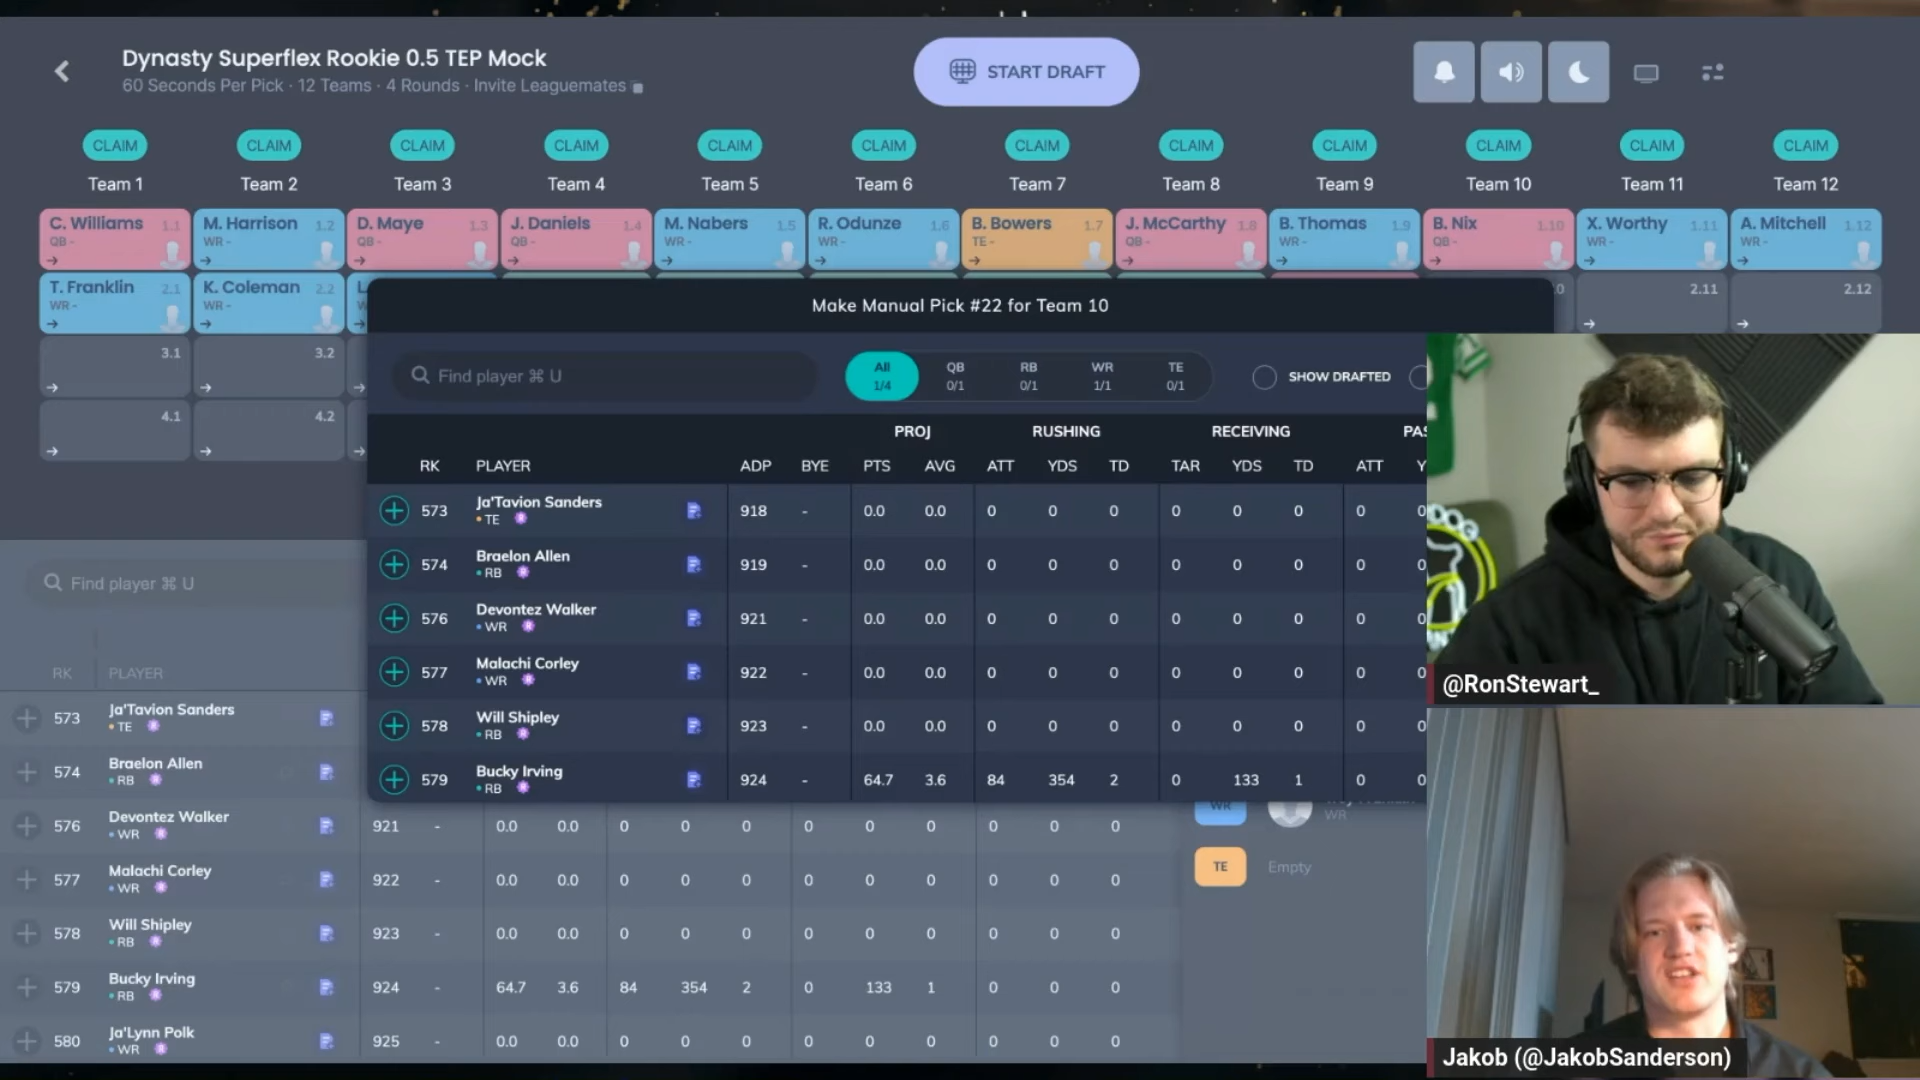 Dynasty Superflex Rookie 0.5 TEP Mock
60 Seconds Per Pick · 12 Teams · 4 Rounds · Invite Leaguemates
START DRAFT
CLAIM CLAIM CLAIM CLAIM CLAIM CLAIM CLAIM CLAIM CLAIM CLAIM CLAIM CLAIM
Team 1 Team 2 Team 3 Team 4 Team 5 Team 6 Team 7 Team 8 Team 9 Team 10 Team 11 Team 12
C. Williams 1.1 M. Harrison 1.2 D. Maye 1.3 J. Daniels 1.4 M. Nabers 1.5 R. Odunze 1.6 B. Bowers 1.7 J. McCarthy 1.8 B. Thomas 1.9 B. Nix 1.10 X. Worthy 1.11 A. Mitchell 1.12
QB - WR - QB - QB - WR - WR - TE - QB - WR - QB - WR - WR -
T. Franklin 2.1 K. Coleman 2.2 2.11 2.12
WR - WR -
3.1 3.2
4.1 4.2
Make Manual Pick #22 for Team 10
Find player ⌘ U
All QB RB WR TE
1/4 0/1 0/1 1/1 0/1
SHOW DRAFTED
PROJ RUSHING RECEIVING
RK PLAYER ADP BYE PTS AVG ATT YDS TD TAR YDS TD ATT
573 Ja'Tavion Sanders 918 - 0.0 0.0 0 0 0 0 0 0 0 0
TE
574 Braelon Allen 919 - 0.0 0.0 0 0 0 0 0 0 0 0
RB
576 Devontez Walker 921 - 0.0 0.0 0 0 0 0 0 0 0 0
WR
577 Malachi Corley 922 - 0.0 0.0 0 0 0 0 0 0 0 0
WR
578 Will Shipley 923 - 0.0 0.0 0 0 0 0 0 0 0 0
RB
579 Bucky Irving 924 - 64.7 3.6 84 354 2 0 133 1 0 0
RB
Find player ⌘ U
RK PLAYER
573 Ja'Tavion Sanders
TE
574 Braelon Allen
RB
576 Devontez Walker 921 - 0.0 0.0 0 0 0 0 0 0 0 0 0
WR
577 Malachi Corley 922 - 0.0 0.0 0 0 0 0 0 0 0 0 0
WR
578 Will Shipley 923 - 0.0 0.0 0 0 0 0 0 0 0 0 0
RB
579 Bucky Irving 924 - 64.7 3.6 84 354 2 0 133 1 0 0 0
RB
580 Ja'Lynn Polk 925 - 0.0 0.0 0 0 0 0 0 0 0 0 0
WR
WR
WR
TE Empty
@RonStewart_
Jakob (@JakobSanderson)